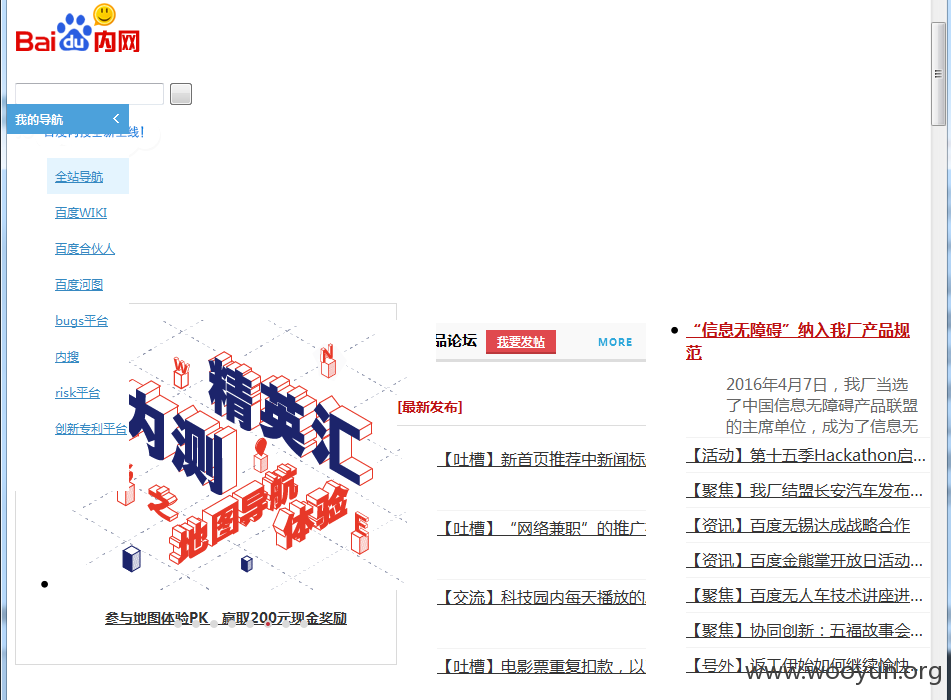 Bai du 内网
我的导航
百度内搜全新上线！
全站导航
百度WIKI
百度合伙人
百度河图
bugs平台
内搜
risk平台
创新专利平台
W
N
E
内测精英汇
之地图导航体验
参与地图体验PK，赢取200元现金奖励
品论坛 我要发帖 MORE
[最新发布]
【吐槽】新首页推荐中新闻标
【吐槽】“网络兼职”的推广
【交流】科技园内每天播放的
【吐槽】电影票重复扣款，以
“信息无障碍”纳入我厂产品规
范
2016年4月7日，我厂当选
了中国信息无障碍产品联盟
的主席单位，成为了信息无
【活动】第十五季Hackathon启...
【聚焦】我厂结盟长安汽车发布...
【资讯】百度无锡达成战略合作
【资讯】百度金熊掌开放日活动...
【聚焦】百度无人车技术讲座进...
【聚焦】协同创新：五福故事会...
【号外】返工伊始如何继续愉快...
www.wooyun.org